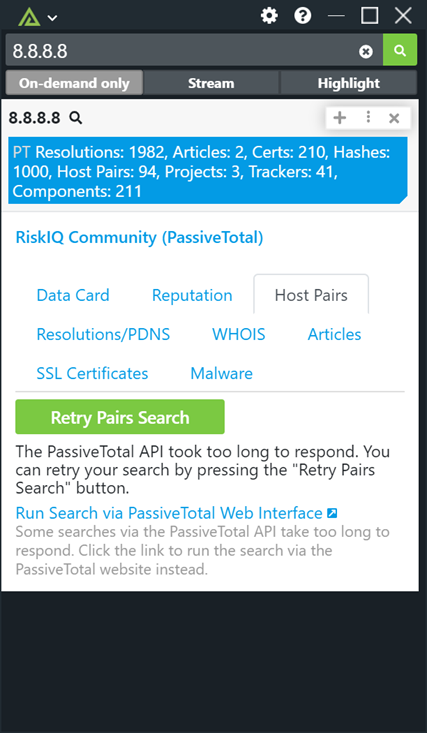 8.8.8.8
On-demand only Stream Highlight
8.8.8.8
PT Resolutions: 1982, Articles: 2, Certs: 210, Hashes:
1000, Host Pairs: 94, Projects: 3, Trackers: 41,
Components: 211
RiskIQ Community (PassiveTotal)
Data Card Reputation Host Pairs
Resolutions/PDNS WHOIS Articles
SSL Certificates Malware
Retry Pairs Search
The PassiveTotal API took too long to respond. You
can retry your search by pressing the "Retry Pairs
Search" button.
Run Search via PassiveTotal Web Interface
Some searches via the PassiveTotal API take too long to
respond. Click the link to run the search via the
PassiveTotal website instead.